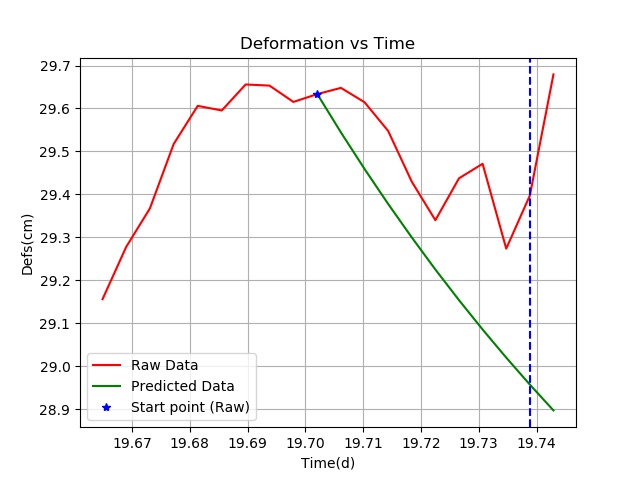 Deformation vs Time
29.7
29.6
29.5
29.4
29.3
29.2
29.1
29.0
28.9
Defs(cm)
Raw Data
Predicted Data
Start point (Raw)
19.67 19.68 19.69 19.70 19.71 19.72 19.73 19.74
Time(d)